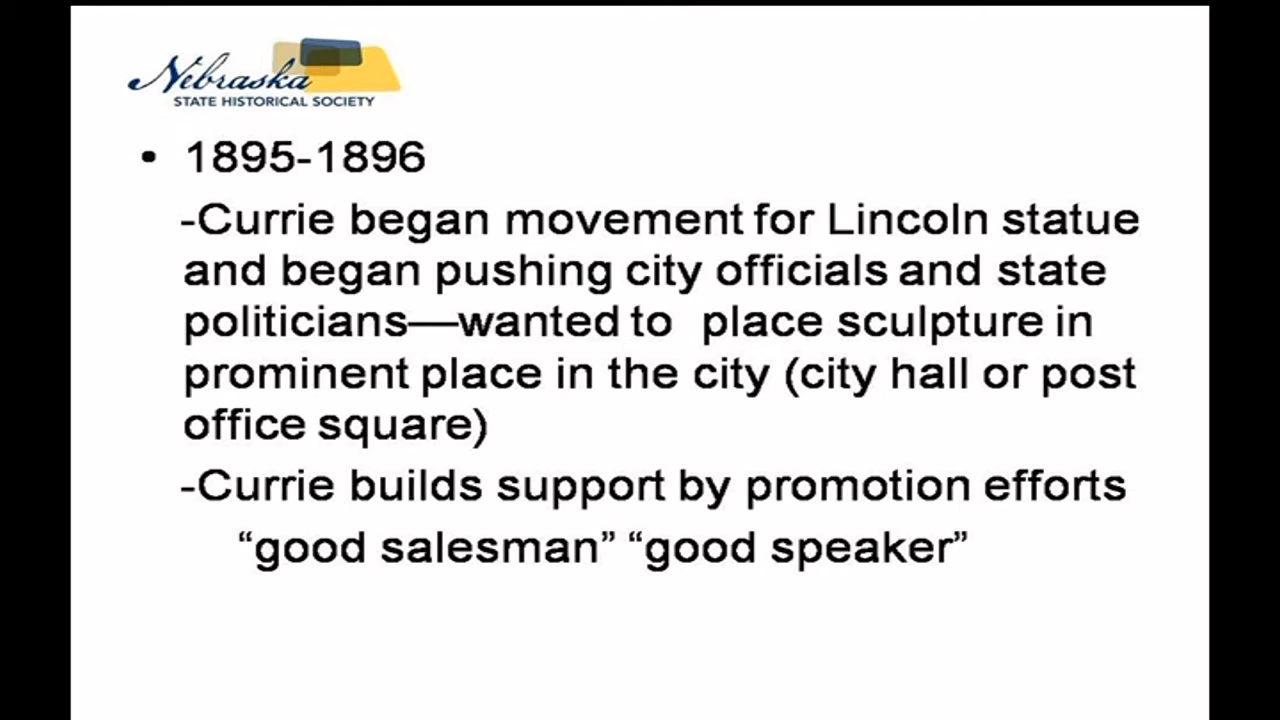 Nebraska
STATE HISTORICAL SOCIETY
• 1895-1896
-Currie began movement for Lincoln statue
and began pushing city officials and state
politicians—wanted to place sculpture in
prominent place in the city (city hall or post
office square)
-Currie builds support by promotion efforts
“good salesman” “good speaker”